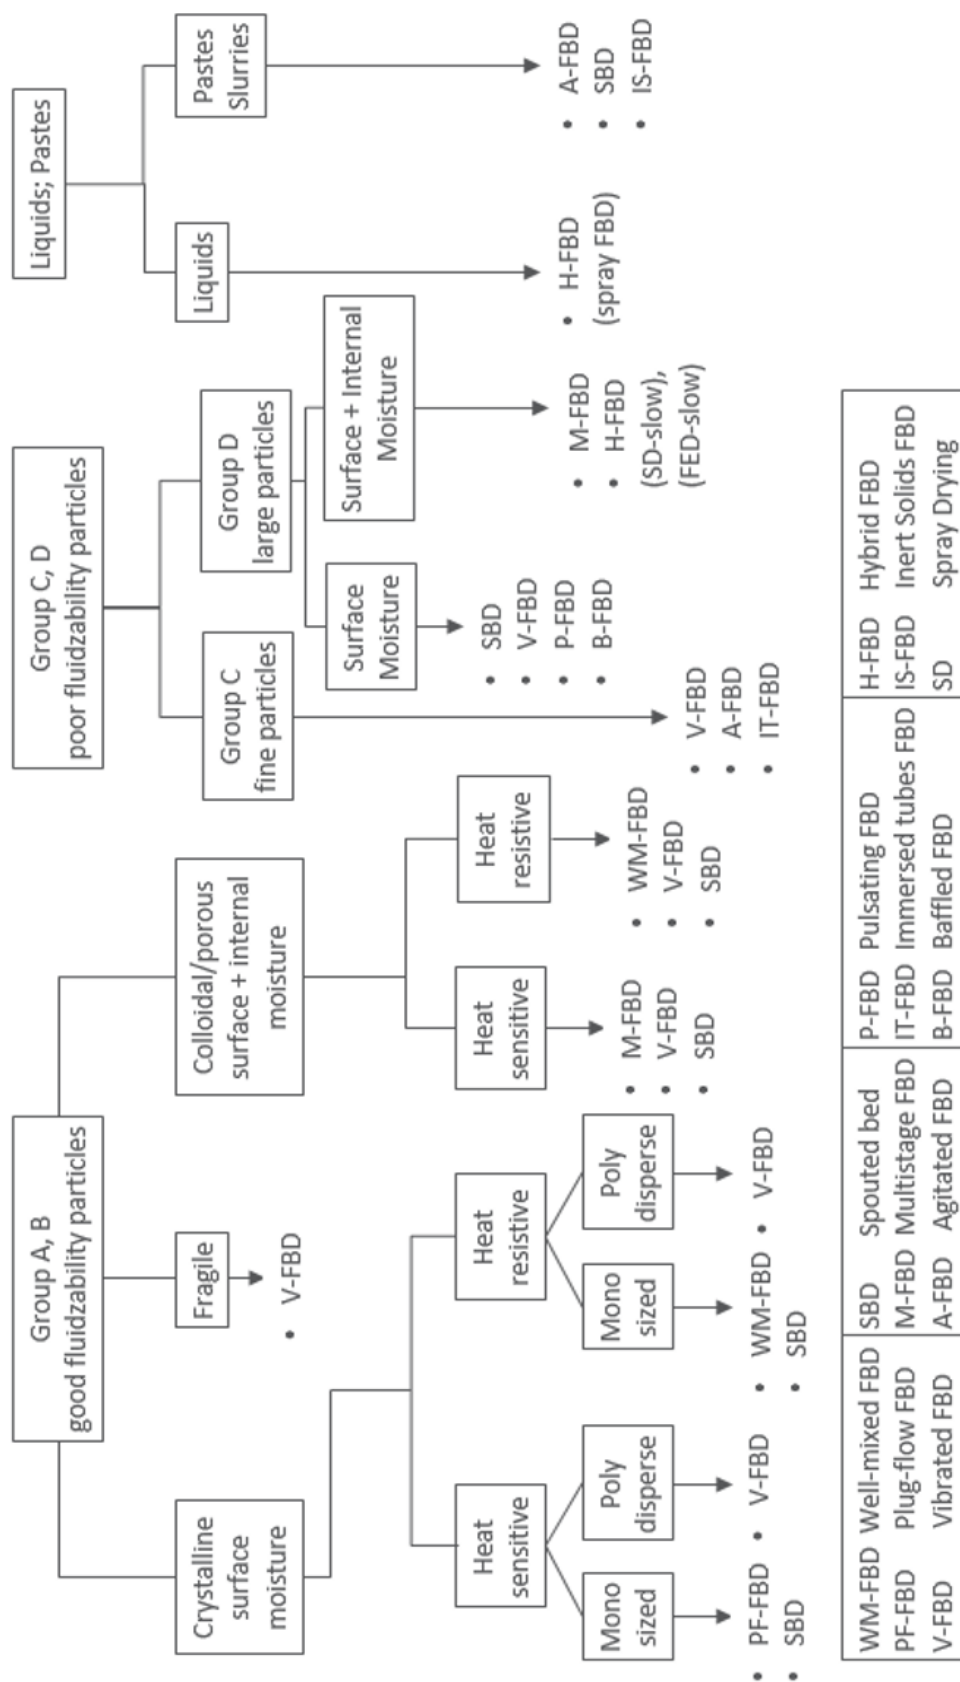 Group A, B
good fluidzability particles
Group C, D
poor fluidzability particles
Liquids; Pastes
Crystalline
surface
moisture
Fragile
Colloidal/porous
surface + internal
moisture
Group C
fine particles
Group D
large particles
Liquids
Pastes
Slurries
• V-FBD
Surface
Moisture
Surface + Internal
Moisture
Heat
sensitive
Heat
resistive
Heat
sensitive
Heat
resistive
• SBD
• V-FBD
• P-FBD
• B-FBD
• M-FBD
• H-FBD
(SD-slow),
(FED-slow)
• H-FBD
(spray FBD)
• A-FBD
• SBD
• IS-FBD
Mono
sized
Poly
disperse
Mono
sized
Poly
disperse
• M-FBD
• V-FBD
• SBD
• WM-FBD
• V-FBD
• SBD
• V-FBD
• A-FBD
• IT-FBD
• PF-FBD
• SBD
• V-FBD
• WM-FBD
• SBD
• V-FBD
WM-FBD Well-mixed FBD
PF-FBD Plug-flow FBD
V-FBD Vibrated FBD
SBD Spouted bed
M-FBD Multistage FBD
A-FBD Agitated FBD
P-FBD Pulsating FBD
IT-FBD Immersed tubes FBD
B-FBD Baffled FBD
H-FBD Hybrid FBD
IS-FBD Inert Solids FBD
SD Spray Drying